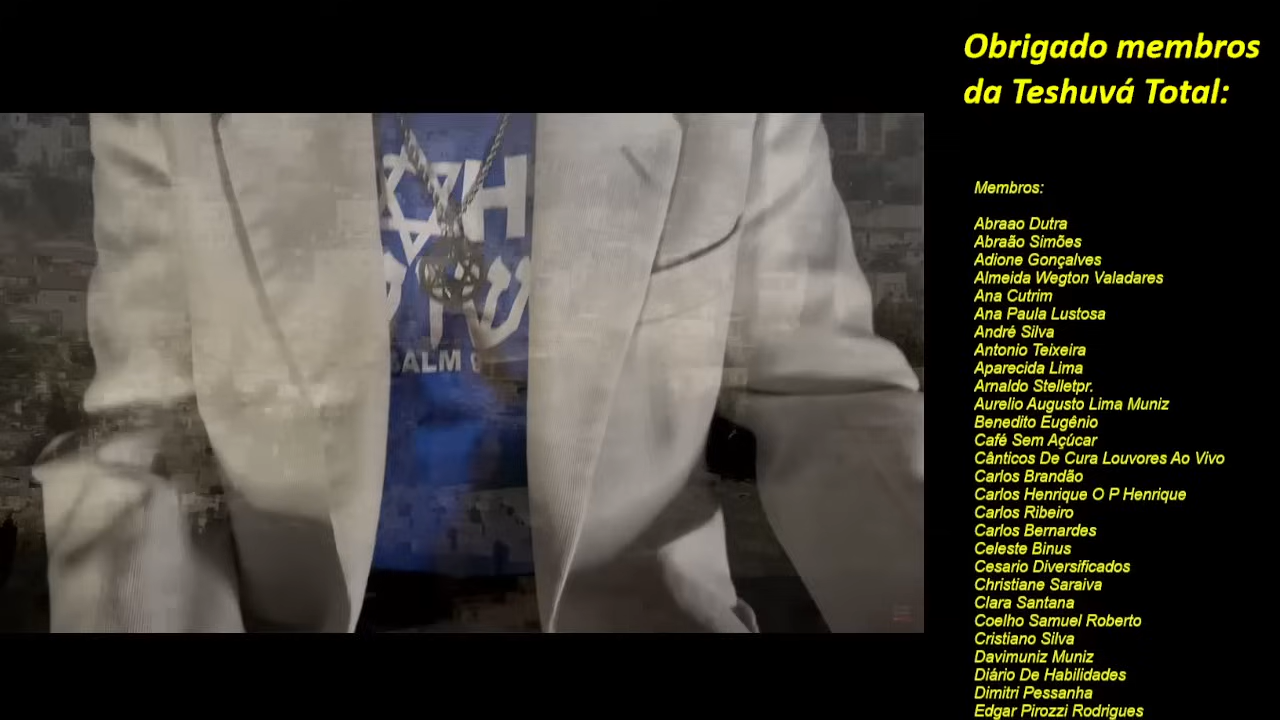 Obrigado membros
da Teshuvá Total:
Membros:
Abraao Dutra
Abraão Simões
Adione Gonçalves
Almeida Wegton Valadares
Ana Cutrim
Ana Paula Lustosa
André Silva
Antonio Teixeira
Aparecida Lima
Arnaldo Stelletpr.
Aurelio Augusto Lima Muniz
Benedito Eugênio
Café Sem Açúcar
Cânticos De Cura Louvores Ao Vivo
Carlos Brandão
Carlos Henrique O P Henrique
Carlos Ribeiro
Carlos Bernardes
Celeste Binus
Cesario Diversificados
Christiane Saraiva
Clara Santana
Coelho Samuel Roberto
Cristiano Silva
Davimuniz Muniz
Diário De Habilidades
Dimitri Pessanha
Edgar Pirozzi Rodrigues